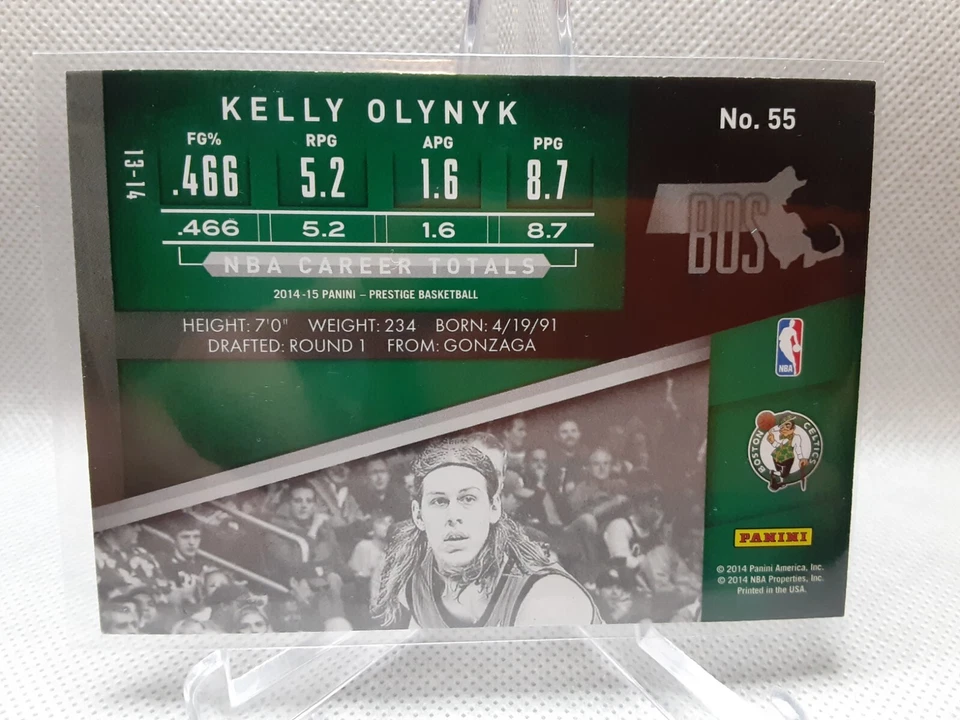 KELLY OLYNYK
No. 55
FG% RPG APG PPG
13-14
.466 5.2 1.6 8.7
.466 5.2 1.6 8.7
NBA CAREER TOTALS
2014-15 PANINI – PRESTIGE BASKETBALL
BOS
HEIGHT: 7'0" WEIGHT: 234 BORN: 4/19/91
DRAFTED: ROUND 1 FROM: GONZAGA
NBA
BOSTON CELTICS
PANINI
© 2014 Panini America, Inc.
© 2014 NBA Properties, Inc.
Printed in the USA.